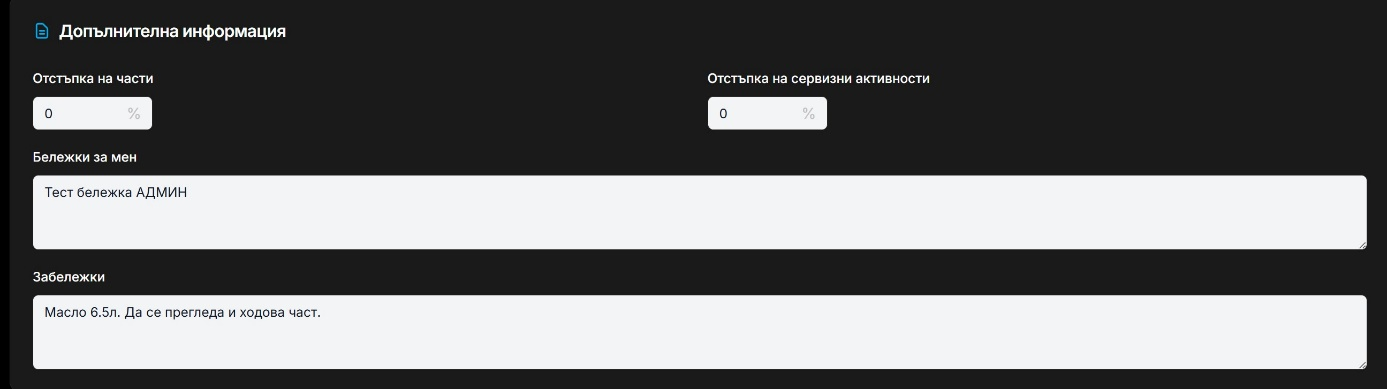 Допълнителна информация
Отстъпка на части
Отстъпка на сервизни активности
0 %
0 %
Бележки за мен
Тест бележка АДМИН
Забележки
Масло 6.5л. Да се прегледа и ходова част.